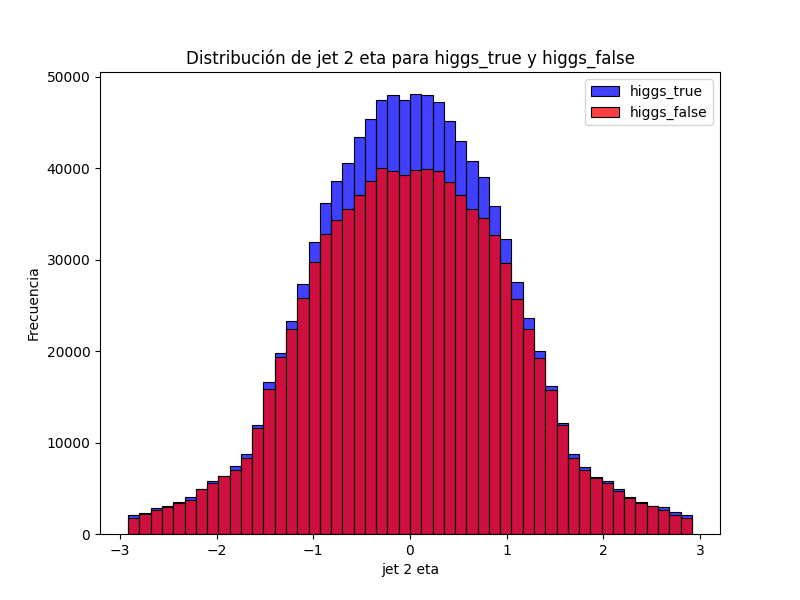 Distribución de jet 2 eta para higgs_true y higgs_false
higgs_true
higgs_false
Frecuencia
50000
40000
30000
20000
10000
0
−3
−2
−1
0
1
2
3
jet 2 eta